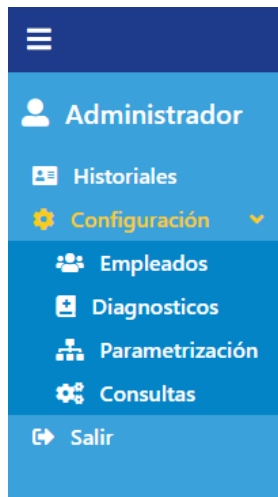 Administrador
Historiales
Configuración
Empleados
Diagnosticos
Parametrización
Consultas
Salir